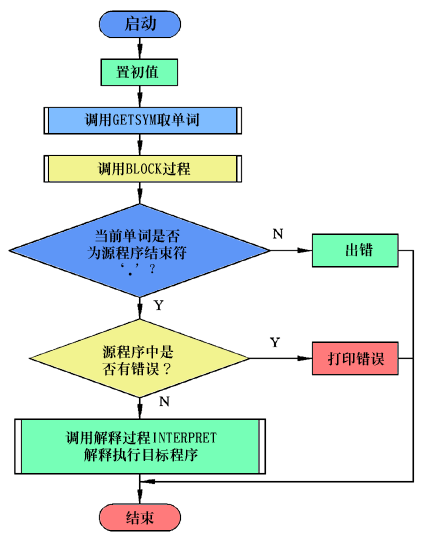 启动
置初值
调用GETSYM取单词
调用BLOCK过程
当前单词是否
为源程序结束符
‘.’？
N
出错
Y
源程序中是
否有错误？
Y
打印错误
N
调用解释过程INTERPRET
解释执行目标程序
结束